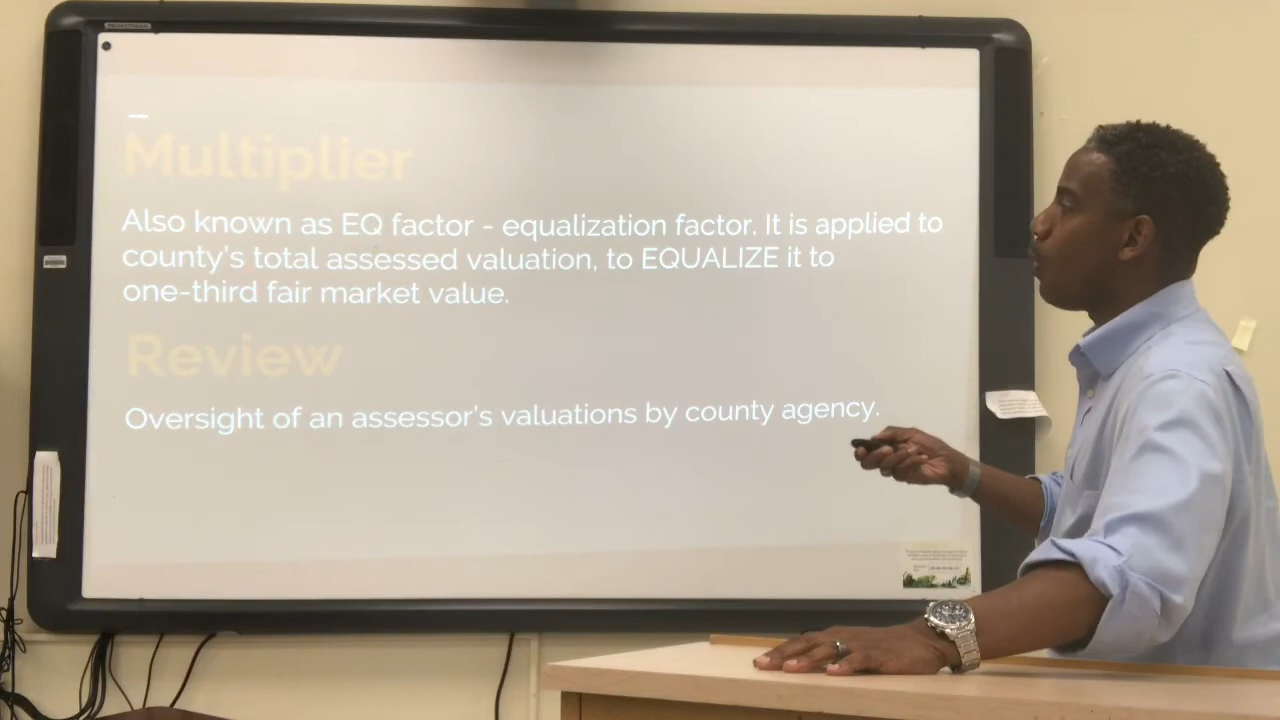 Multiplier
Also known as EQ factor - equalization factor. It is applied to
county's total assessed valuation, to EQUALIZE it to
one-third fair market value.
Review
Oversight of an assessor's valuations by county agency.